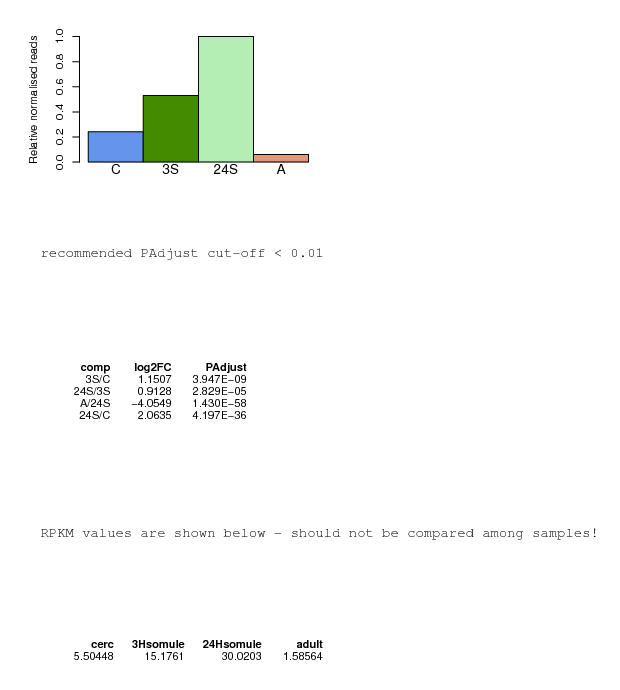 Relative normalised reads
1.0
0.8
0.6
0.4
0.2
0.0
C 3S 24S A
recommended PAdjust cut-off < 0.01
comp log2FC PAdjust
3S/C 1.1507 3.947E−09
24S/3S 0.9128 2.829E−05
A/24S −4.0549 1.430E−58
24S/C 2.0635 4.197E−36
RPKM values are shown below - should not be compared among samples!
cerc 3Hsomule 24Hsomule adult
5.50448 15.1761 30.0203 1.58564